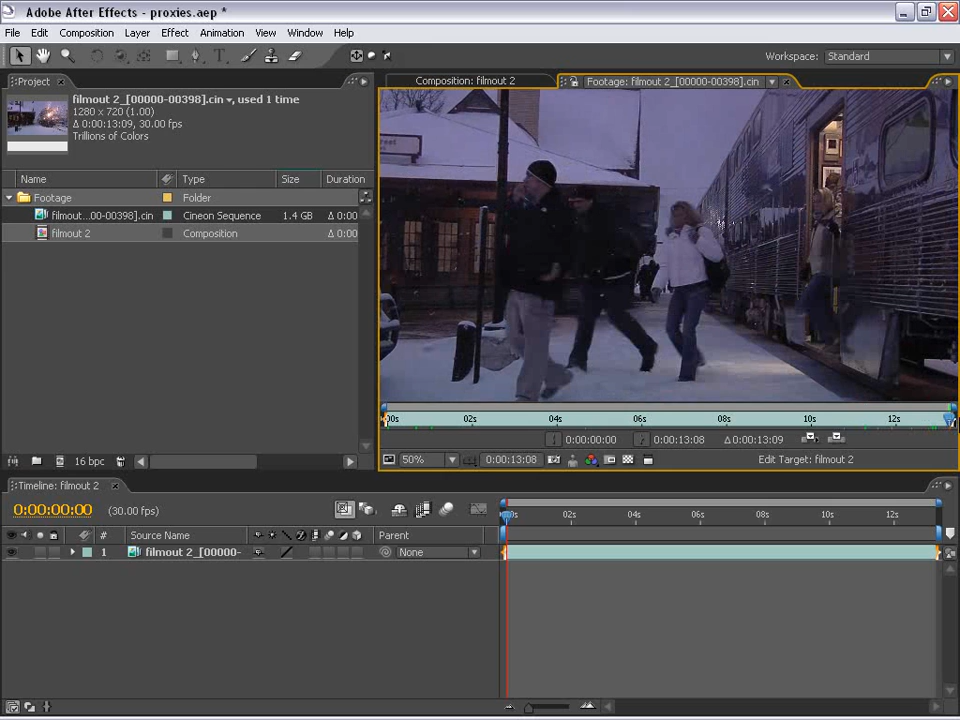 Adobe After Effects - proxies.aep *
File Edit Composition Layer Effect Animation View Window Help
Workspace: Standard
Project
Composition: filmout 2
Footage: filmout 2_[00000-00398].cin
filmout 2_[00000-00398].cin, used 1 time
1280 x 720 (1.00)
Δ 0:00:13:09, 30.00 fps
Trillions of Colors
Name Type Size Duration
Footage Folder
filmout...00-00398].cin Cineon Sequence 1.4 GB Δ 0:00
filmout 2 Composition Δ 0:00
00s 02s 04s 06s 08s 10s 12s
0:00:00:00 0:00:13:08 Δ0:00:13:09
16 bpc
50% 0:00:13:08 Edit Target: filmout 2
Timeline: filmout 2
0:00:00:00 (30.00 fps)
02s 04s 06s 08s 10s 12s
# Source Name Parent
1 filmout 2_[00000- None